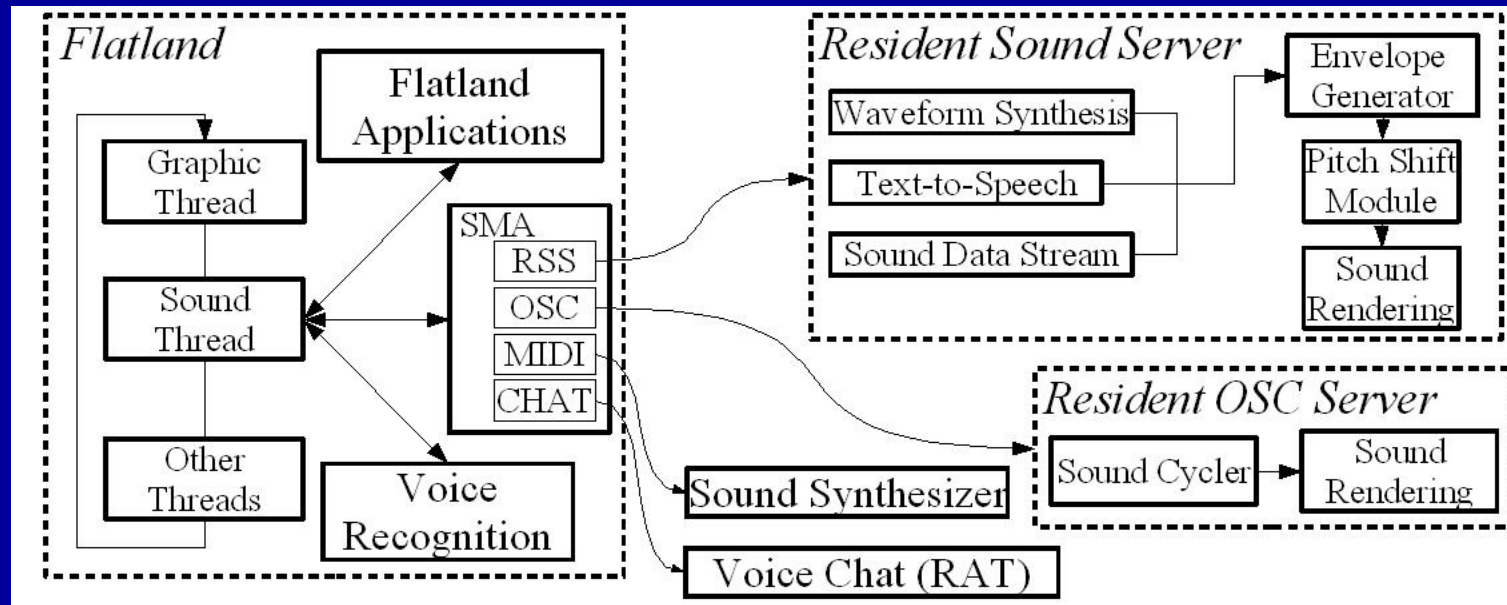 Flatland
Flatland
Applications
Graphic
Thread
Sound
Thread
Other
Threads
SMA
RSS
OSC
MIDI
CHAT
Voice
Recognition
Resident Sound Server
Waveform Synthesis
Text-to-Speech
Sound Data Stream
Envelope
Generator
Pitch Shift
Module
Sound
Rendering
Resident OSC Server
Sound Cycler
Sound
Rendering
Sound Synthesizer
Voice Chat (RAT)